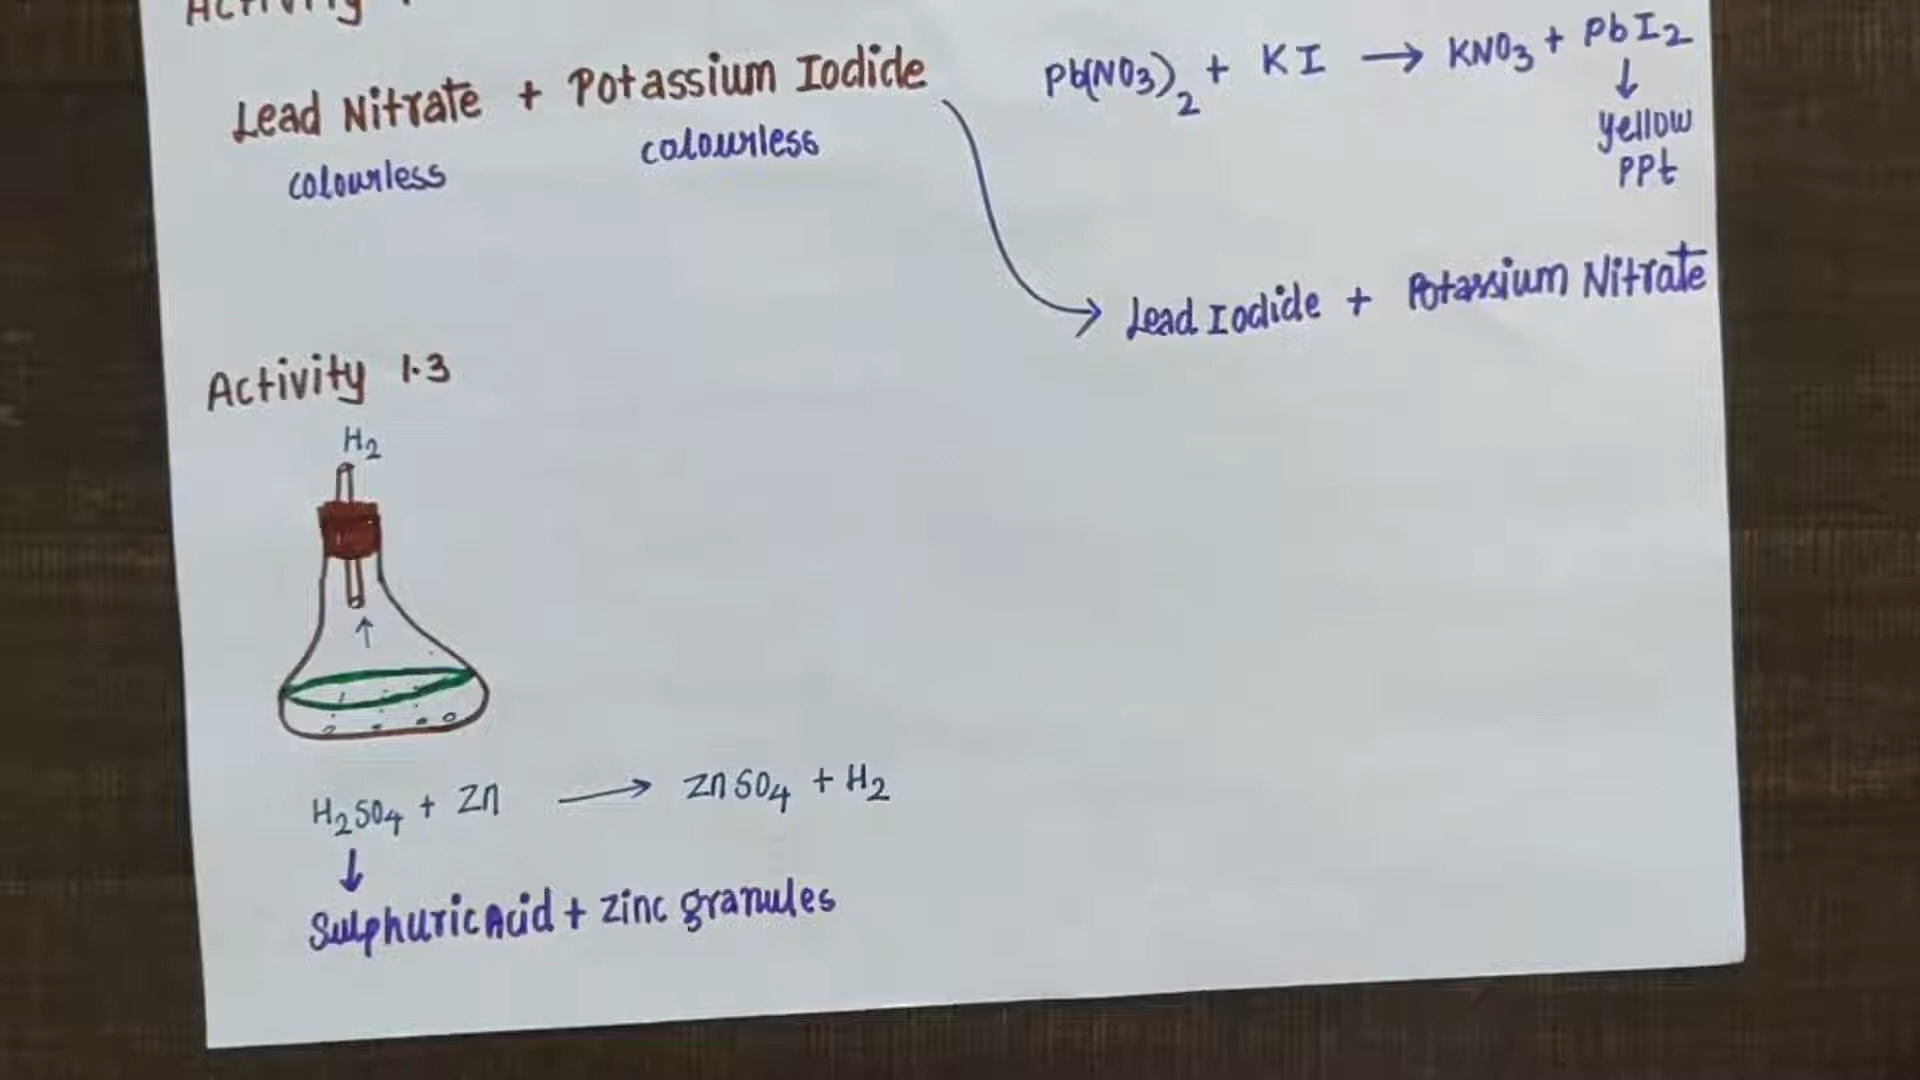 Activity
Lead Nitrate + Potassium Iodide
colourless colourless
Pb(NO3)2 + KI → KNO3 + PbI2
↓
yellow
PPt
→ Lead Iodide + Potassium Nitrate
Activity 1.3
H2
↑
H2SO4 + Zn → ZnSO4 + H2
↓
Sulphuric Acid + Zinc granules